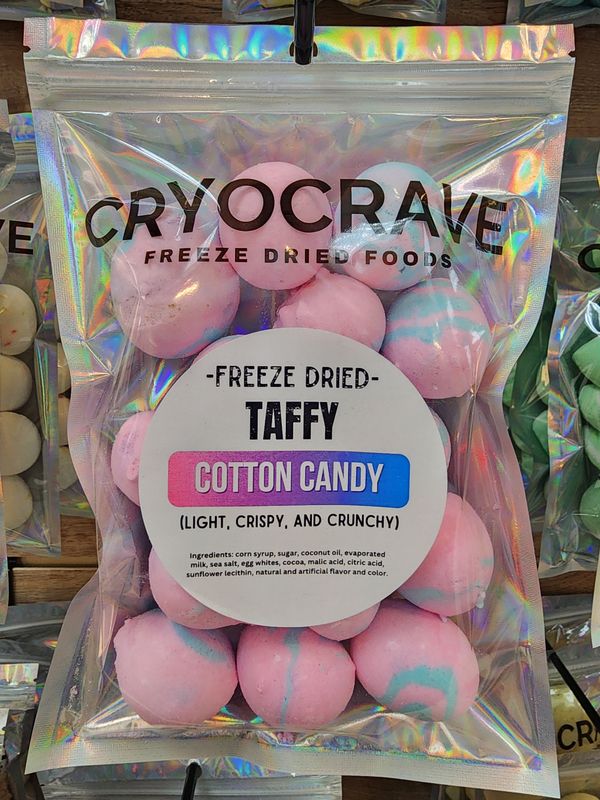 CRYOCRAVE
FREEZE DRIED FOODS
-FREEZE DRIED-
TAFFY
COTTON CANDY
(LIGHT, CRISPY, AND CRUNCHY)
Ingredients: corn syrup, sugar, coconut oil, evaporated
milk, sea salt, egg whites, cocoa, malic acid, citric acid,
sunflower lecithin, natural and artificial flavor and color.